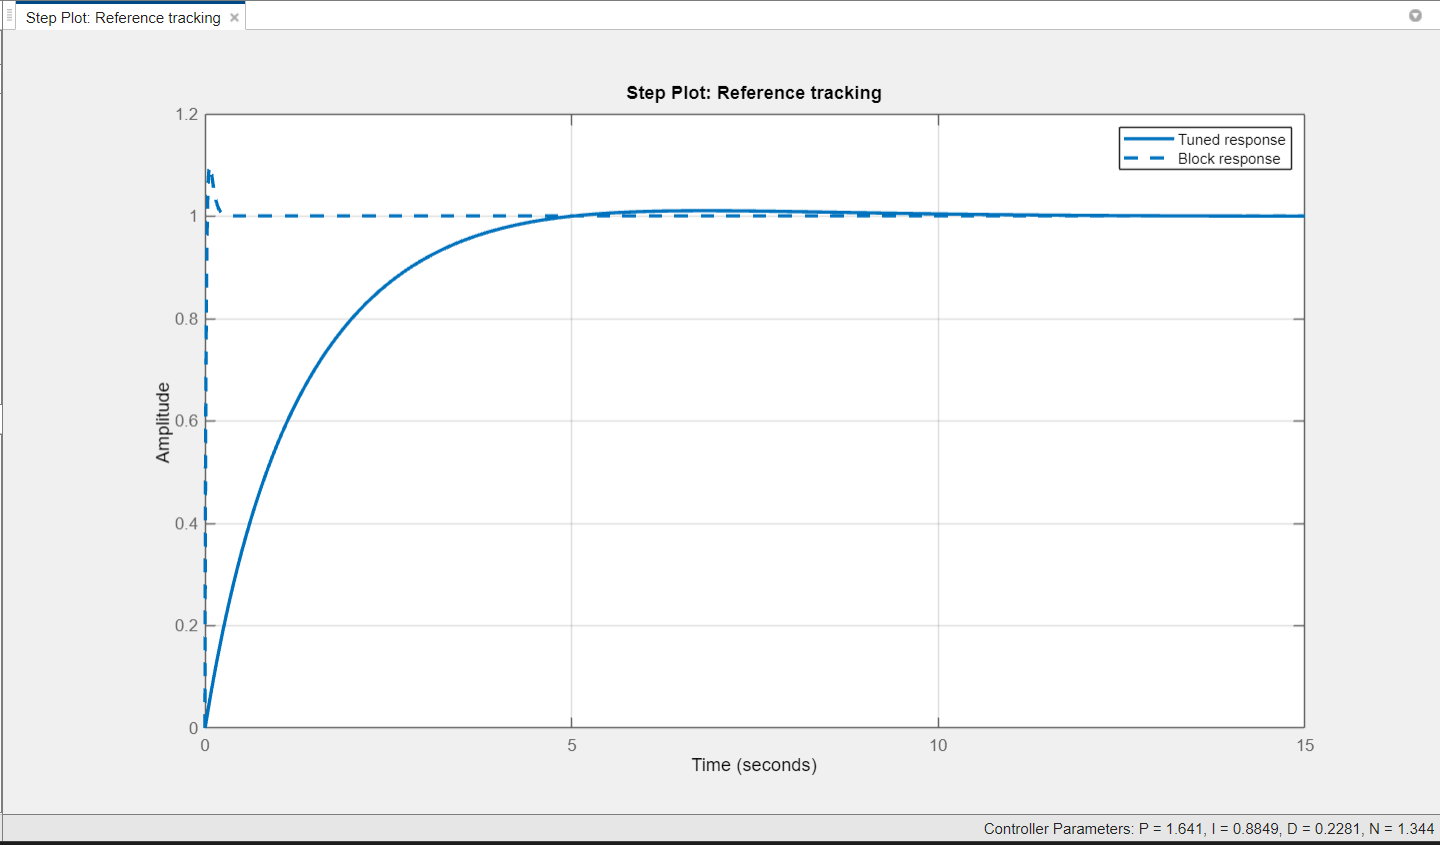 Step Plot: Reference tracking
Step Plot: Reference tracking
Tuned response
Block response
Amplitude
1.2
1
0.8
0.6
0.4
0.2
0
0 5 10 15
Time (seconds)
Controller Parameters: P = 1.641, I = 0.8849, D = 0.2281, N = 1.344